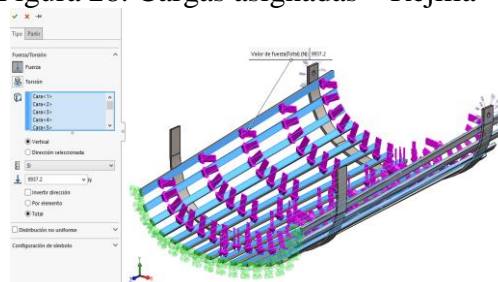 Figura 28. Cargas asignadas – Rejilla
Tipo Partir
Fuerza/Torsión
Fuerza
Torsión
Cara<1>
Cara<2>
Cara<3>
Cara<4>
Cara<5>
Vertical
Dirección seleccionada
SI
9937.2 N
Invertir dirección
Por elemento
Total
Distribución no uniforme
Configuración de símbolo
Valor de fuerza(Total) (N): 9937.2